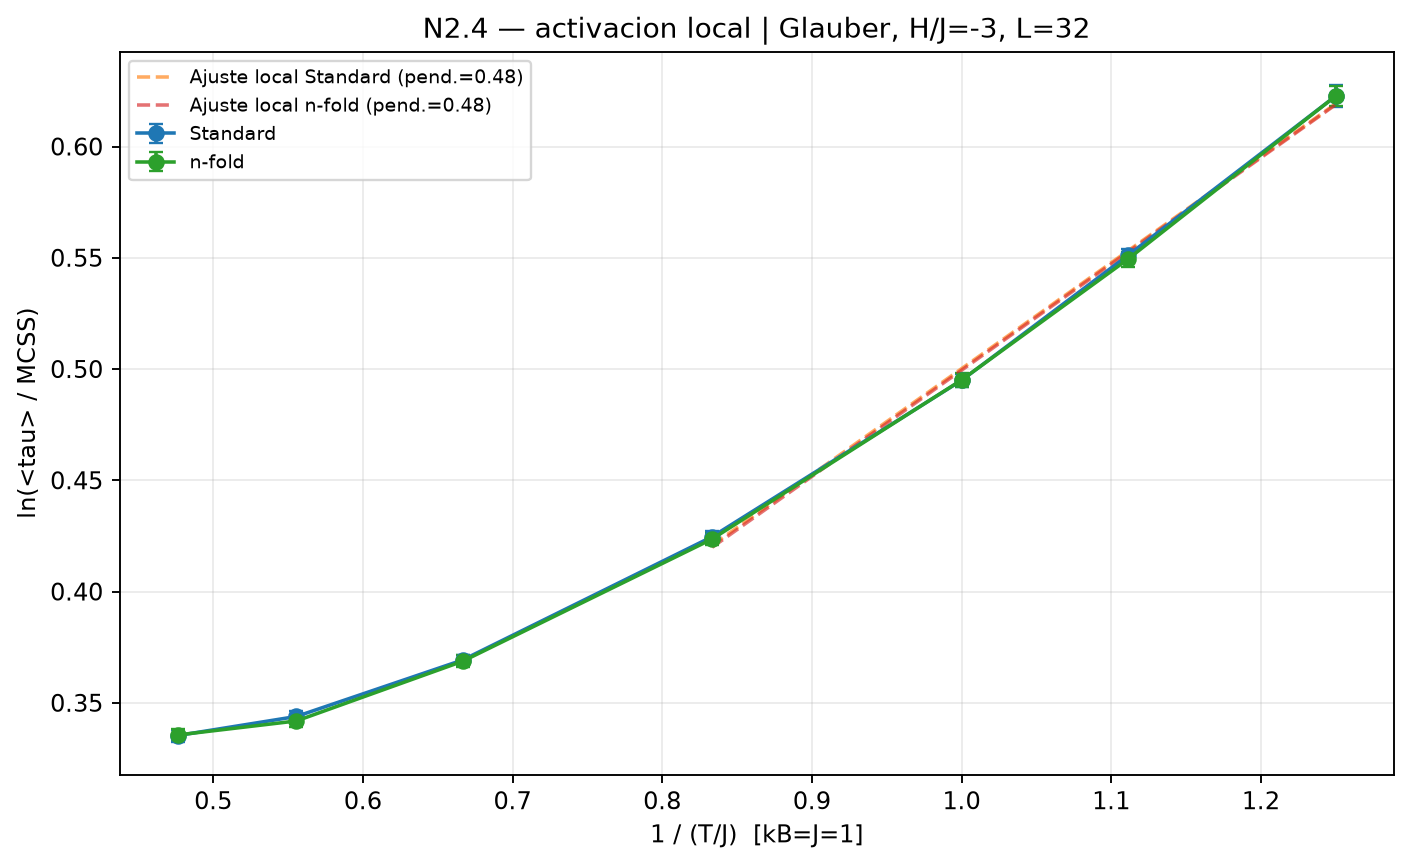 N2.4 — activacion local | Glauber, H/J=-3, L=32
Ajuste local Standard (pend.=0.48)
Ajuste local n-fold (pend.=0.48)
Standard
n-fold
ln(<tau> / MCSS)
0.60
0.55
0.50
0.45
0.40
0.35
0.5 0.6 0.7 0.8 0.9 1.0 1.1 1.2
1 / (T/J)  [kB=J=1]